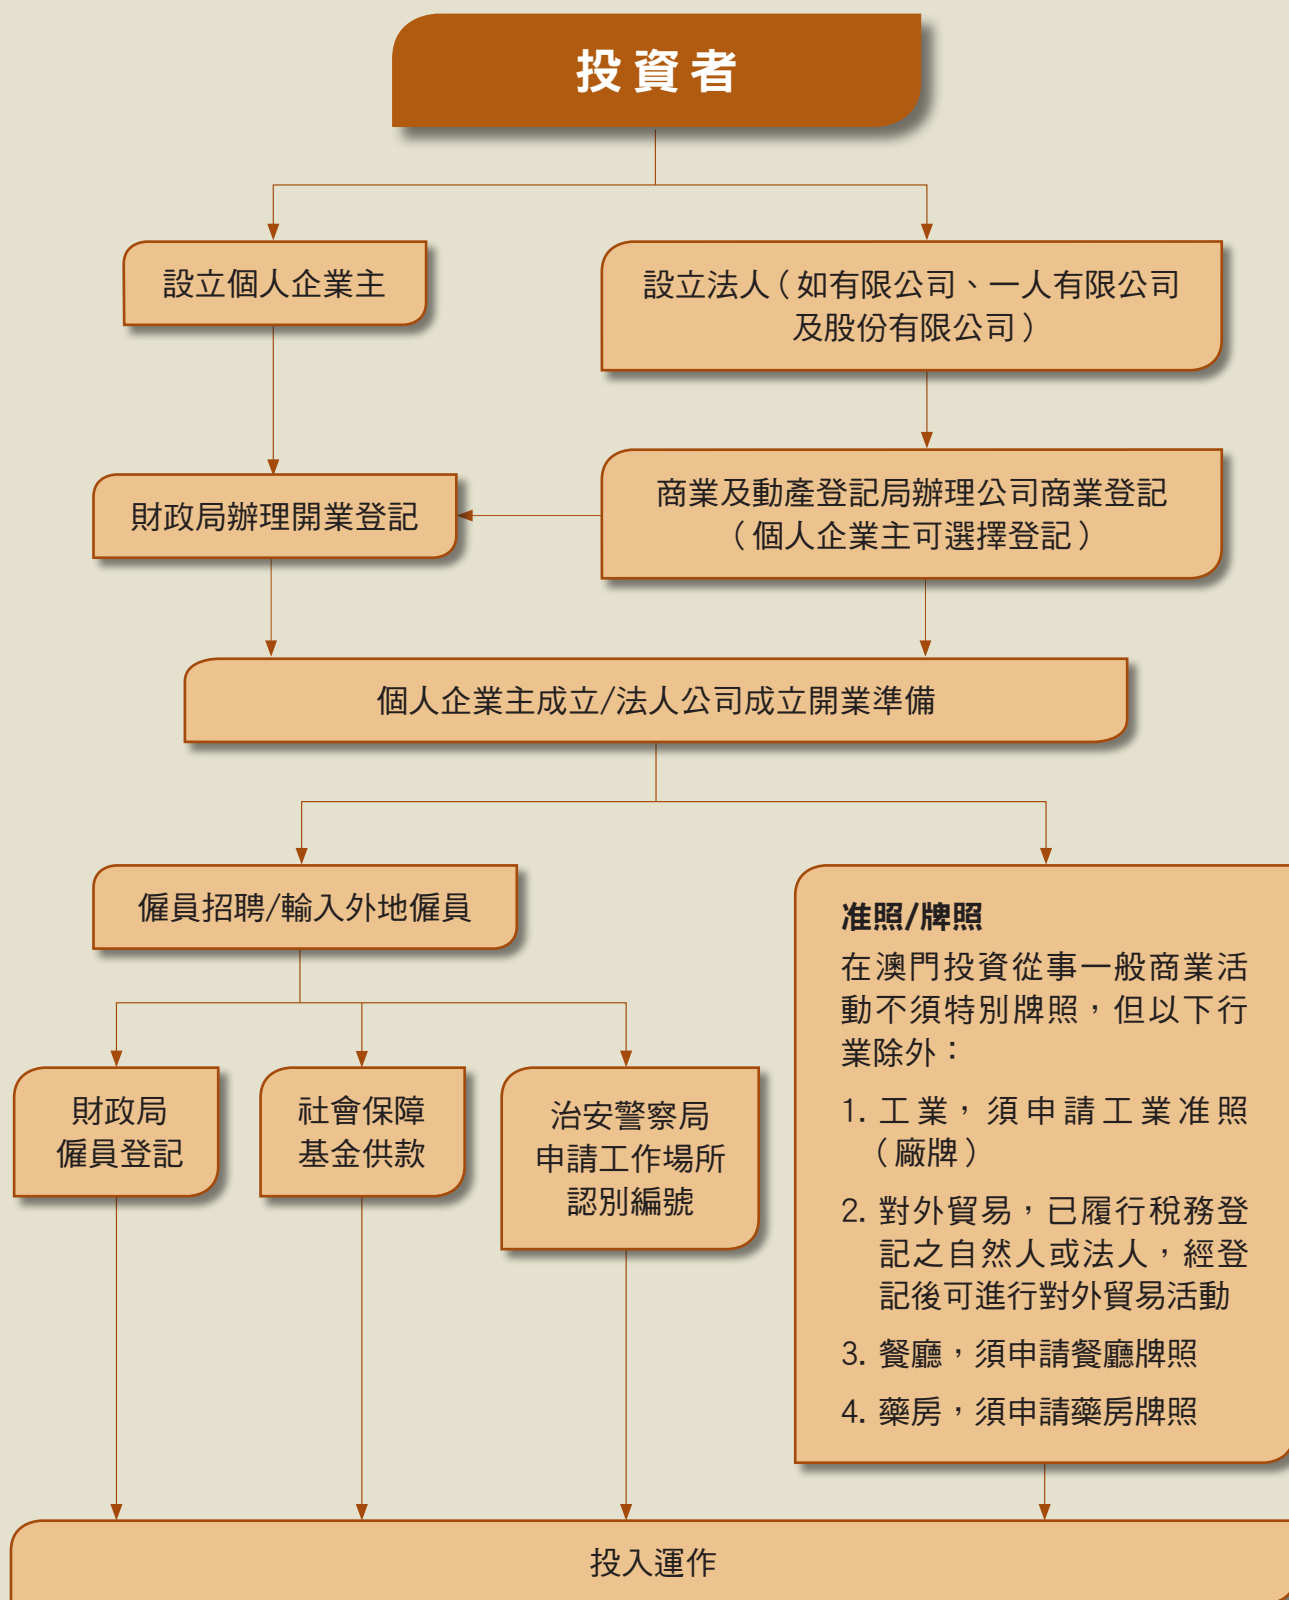 投資者
設立個人企業主
設立法人（如有限公司、一人有限公司
及股份有限公司）
財政局辦理開業登記
商業及動產登記局辦理公司商業登記
（個人企業主可選擇登記）
個人企業主成立/法人公司成立開業準備
僱員招聘/輸入外地僱員
財政局
僱員登記
社會保障
基金供款
治安警察局
申請工作場所
認別編號
准照/牌照
在澳門投資從事一般商業活
動不須特別牌照，但以下行
業除外：
1. 工業，須申請工業准照
（廠牌）
2. 對外貿易，已履行稅務登
記之自然人或法人，經登
記後可進行對外貿易活動
3. 餐廳，須申請餐廳牌照
4. 藥房，須申請藥房牌照
投入運作